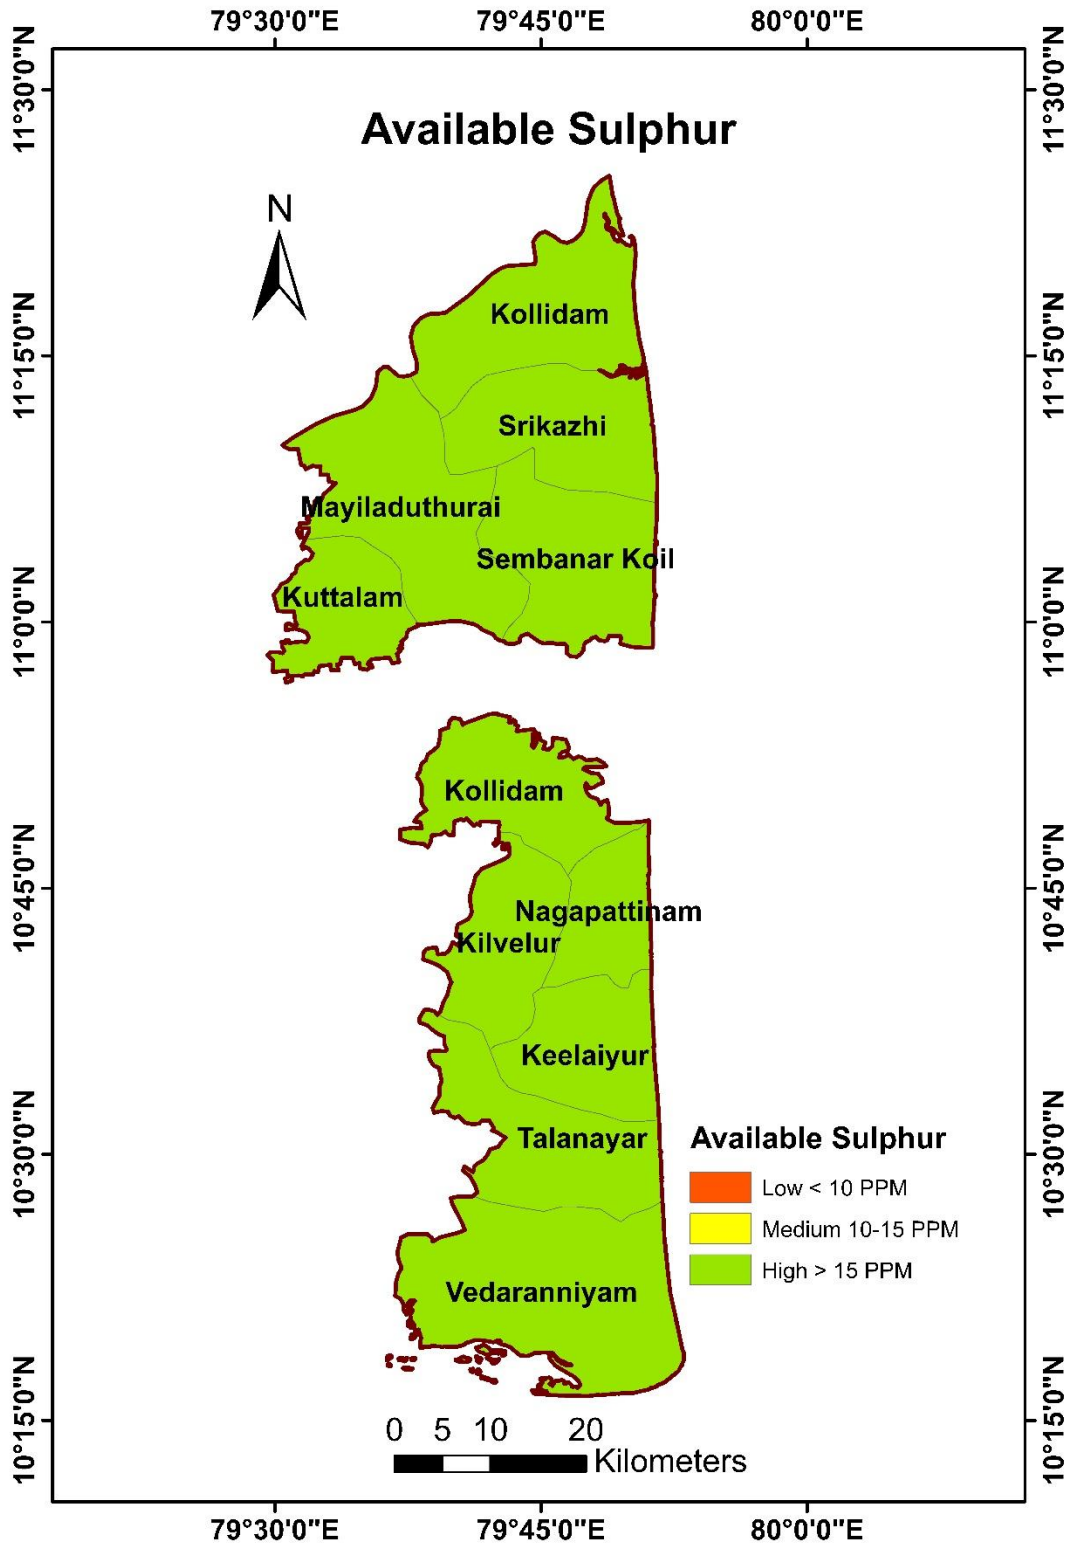 79°30'0"E 79°45'0"E 80°0'0"E
11°30'0"N 11°30'0"N
Available Sulphur
N
Kollidam
11°15'0"N 11°15'0"N
Srikazhi
Mayiladuthurai
Sembanar Koil
Kuttalam
11°0'0"N 11°0'0"N
Kollidam
10°45'0"N 10°45'0"N
Nagapattinam
Kilvelur
Keelaiyur
Talanayar
10°30'0"N 10°30'0"N
Available Sulphur
Low < 10 PPM
Medium 10-15 PPM
High > 15 PPM
Vedaranniyam
10°15'0"N 10°15'0"N
0 5 10 20
Kilometers
79°30'0"E 79°45'0"E 80°0'0"E